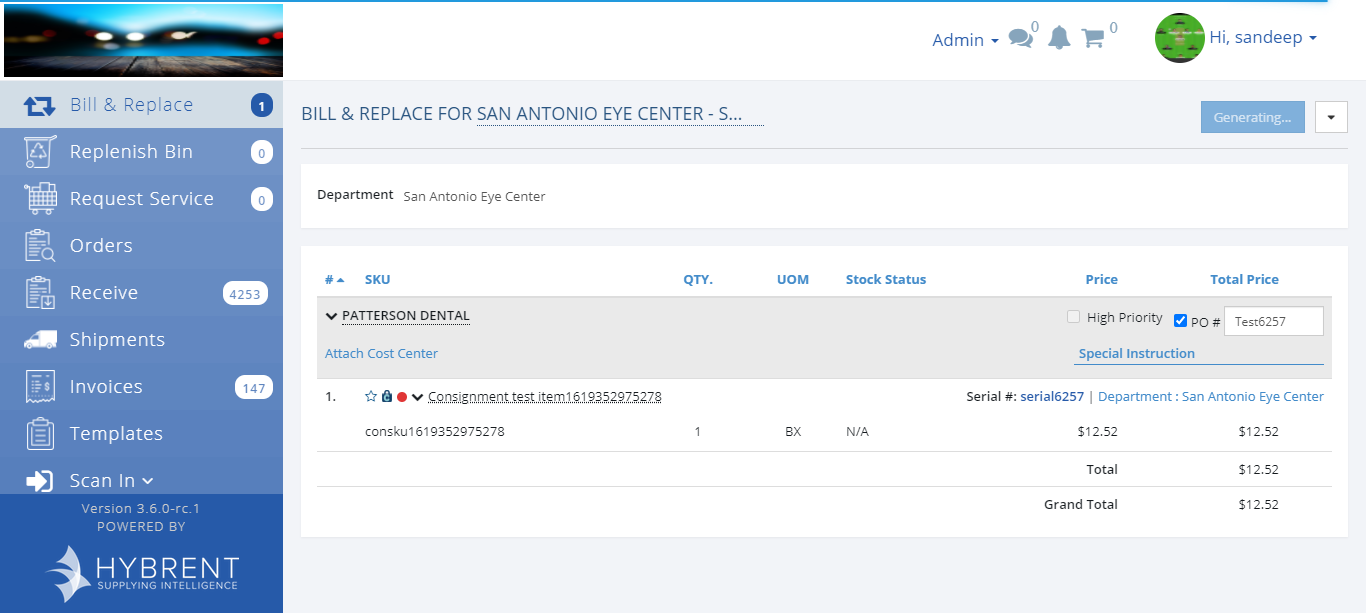 Admin 0 0 Hi, sandeep
Bill & Replace 1
Replenish Bin 0
Request Service 0
Orders
Receive 4253
Shipments
Invoices 147
Templates
Scan In
Version 3.6.0-rc.1
POWERED BY
HYBRENT
SUPPLYING INTELLIGENCE
BILL & REPLACE FOR SAN ANTONIO EYE CENTER - S... Generating...
Department San Antonio Eye Center
# SKU QTY. UOM Stock Status Price Total Price
PATTERSON DENTAL High Priority PO # Test6257
Attach Cost Center Special Instruction
1. Consignment test item1619352975278 Serial #: serial6257 | Department : San Antonio Eye Center
consku1619352975278 1 BX N/A $12.52 $12.52
Total $12.52
Grand Total $12.52